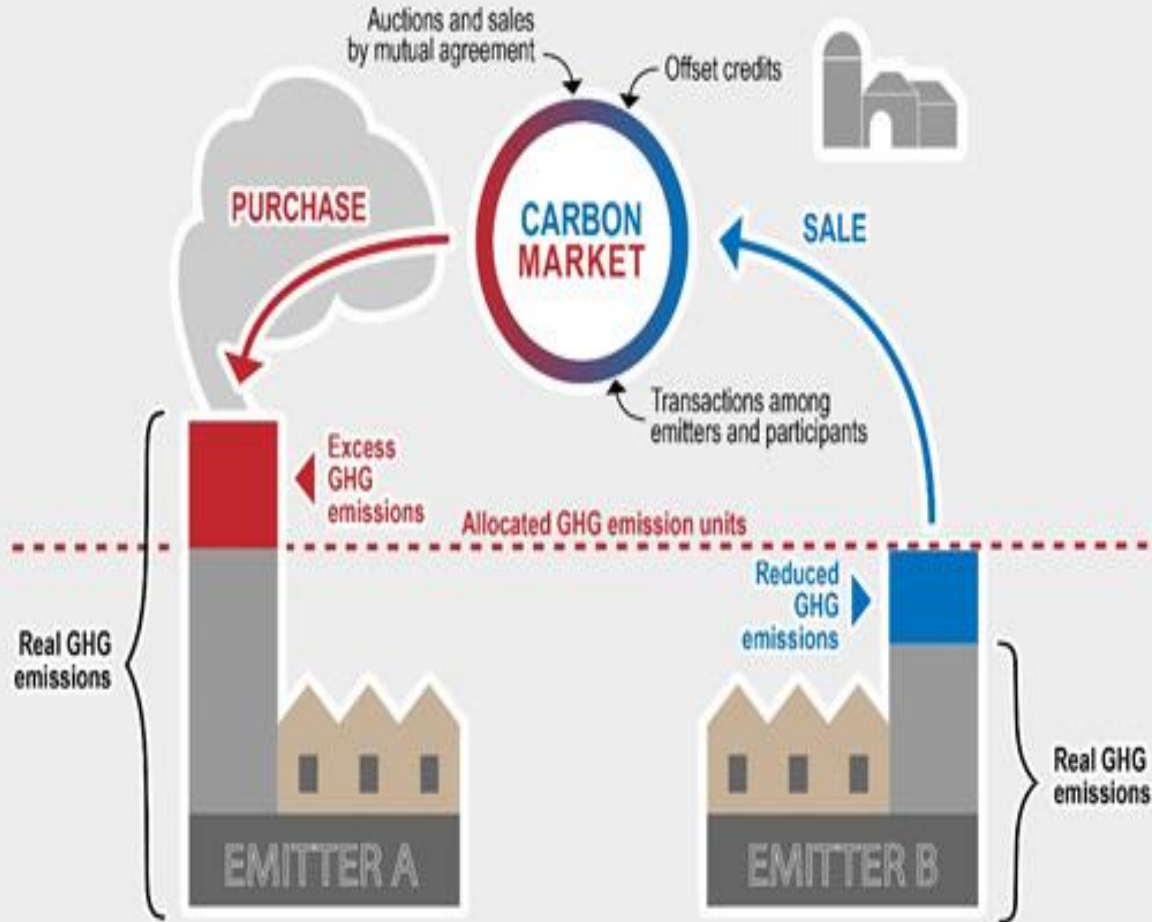 Auctions and sales
by mutual agreement
Offset credits
PURCHASE
CARBON
MARKET
SALE
Transactions among
emitters and participants
Excess
GHG
emissions
Allocated GHG emission units
Reduced
GHG
emissions
Real GHG
emissions
Real GHG
emissions
EMITTER A
EMITTER B